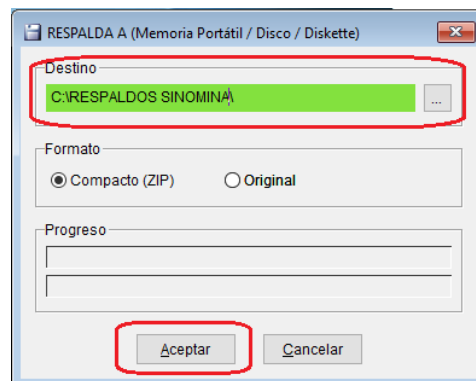 RESPALDA A (Memoria Portátil / Disco / Diskette)
Destino
C:\RESPALDOS SINOMINA\
...
Formato
Compacto (ZIP) Original
Progreso
Aceptar Cancelar